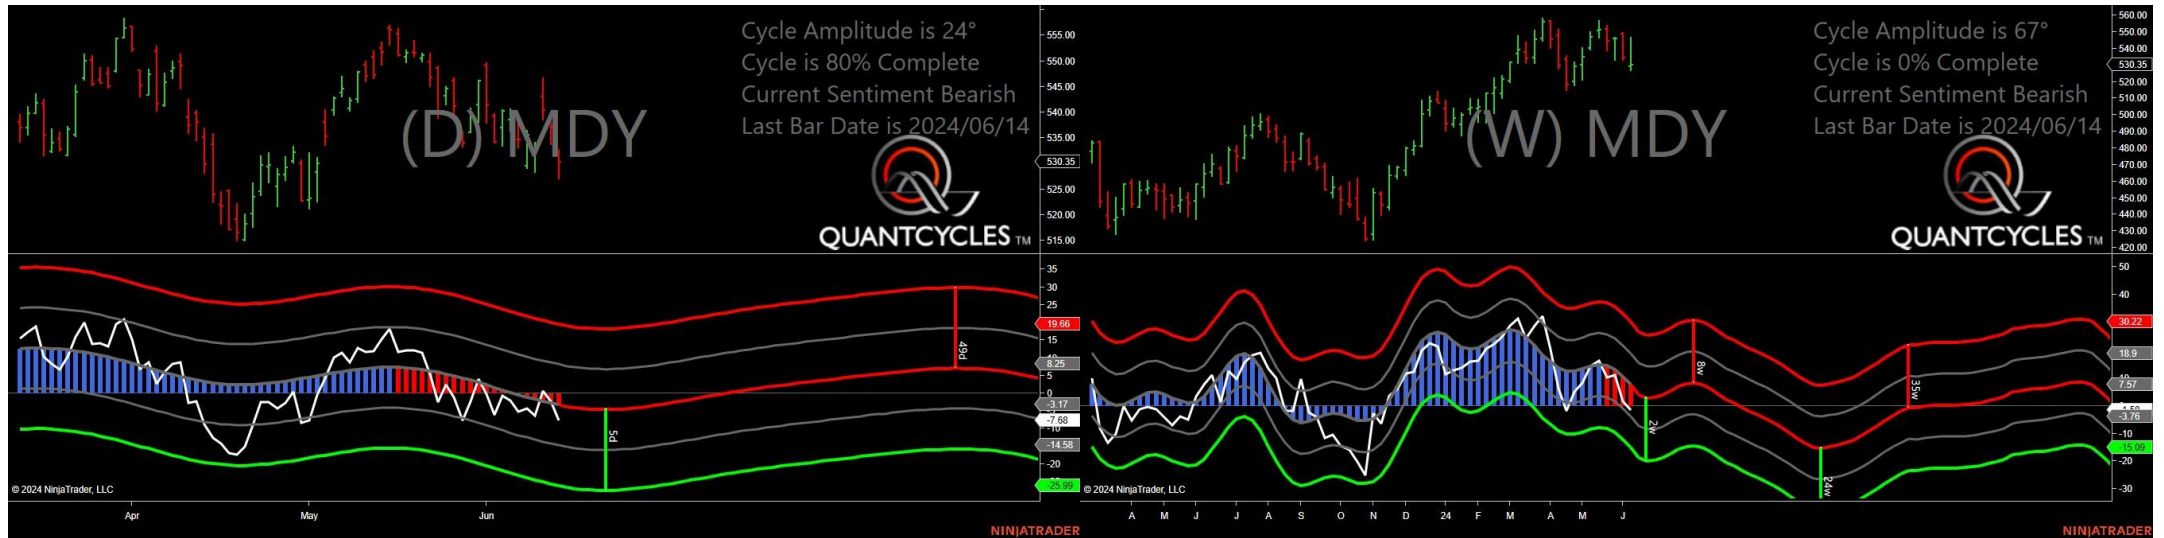 Cycle Amplitude is 24°
Cycle is 80% Complete
Current Sentiment Bearish
Last Bar Date is 2024/06/14
(D) MDY
QUANTCYCLES TM
555.00
550.00
545.00
540.00
535.00
530.35
525.00
520.00
515.00
35
30
25
19.66
15
8.25
5
0
-3.17
-7.68
-10
-14.58
-20
-25.99
49d
5d
© 2024 NinjaTrader, LLC
Apr
May
Jun
NINJATRADER
Cycle Amplitude is 67°
Cycle is 0% Complete
Current Sentiment Bearish
Last Bar Date is 2024/06/14
(W) MDY
QUANTCYCLES TM
560.00
550.00
540.00
530.35
520.00
510.00
500.00
490.00
480.00
470.00
460.00
450.00
440.00
430.00
420.00
50
40
30.22
18.9
7.57
-3.76
-10
-15.09
-20
-30
8w
2w
24w
35w
© 2024 NinjaTrader, LLC
A M J J A S O N D 24 F M A M J
NINJATRADER